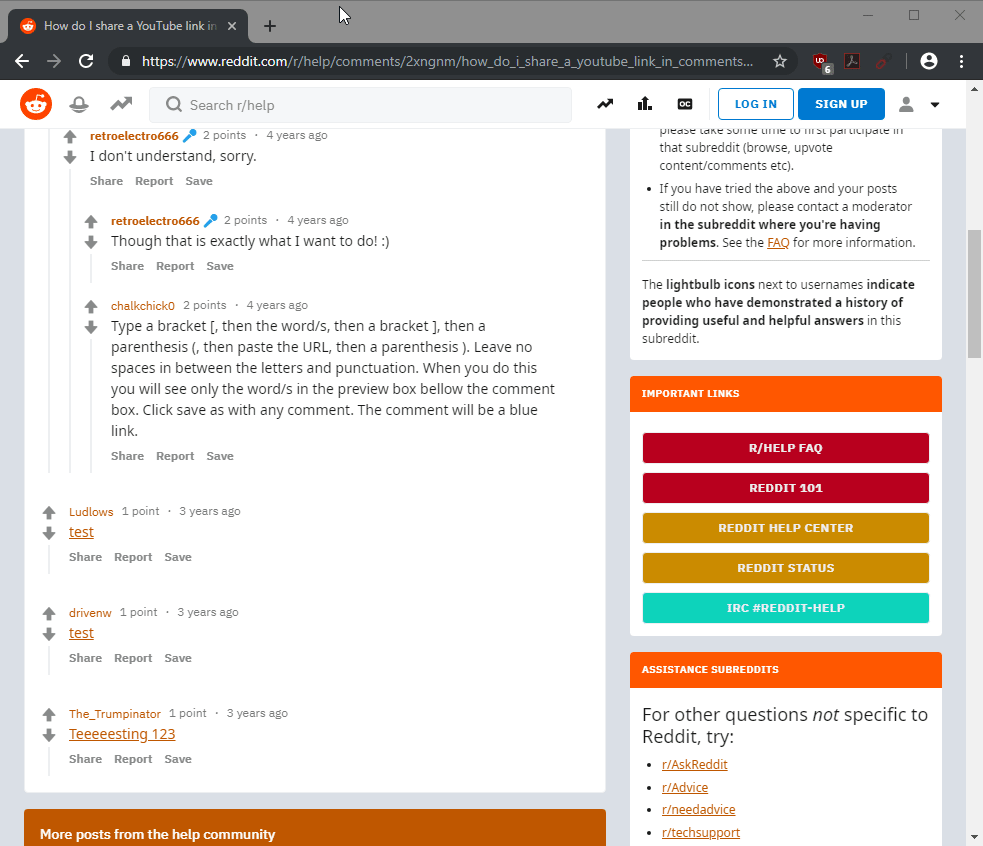 How do I share a YouTube link in
https://www.reddit.com/r/help/comments/2xngnm/how_do_i_share_a_youtube_link_in_comments...
UD
6
Search r/help
OC
LOG IN
SIGN UP
retroelectro666 2 points · 4 years ago
I don't understand, sorry.
Share Report Save
retroelectro666 2 points · 4 years ago
Though that is exactly what I want to do! :)
Share Report Save
chalkchick0 2 points · 4 years ago
Type a bracket [, then the word/s, then a bracket ], then a
parenthesis (, then paste the URL, then a parenthesis ). Leave no
spaces in between the letters and punctuation. When you do this
you will see only the word/s in the preview box bellow the comment
box. Click save as with any comment. The comment will be a blue
link.
Share Report Save
Ludlows 1 point · 3 years ago
test
Share Report Save
drivenw 1 point · 3 years ago
test
Share Report Save
The_Trumpinator 1 point · 3 years ago
Teeeeesting 123
Share Report Save
More posts from the help community
please take some time to first participate in
that subreddit (browse, upvote
content/comments etc).
• If you have tried the above and your posts
still do not show, please contact a moderator
in the subreddit where you're having
problems. See the FAQ for more information.
The lightbulb icons next to usernames indicate
people who have demonstrated a history of
providing useful and helpful answers in this
subreddit.
IMPORTANT LINKS
R/HELP FAQ
REDDIT 101
REDDIT HELP CENTER
REDDIT STATUS
IRC #REDDIT-HELP
ASSISTANCE SUBREDDITS
For other questions not specific to
Reddit, try:
• r/AskReddit
• r/Advice
• r/needadvice
• r/techsupport